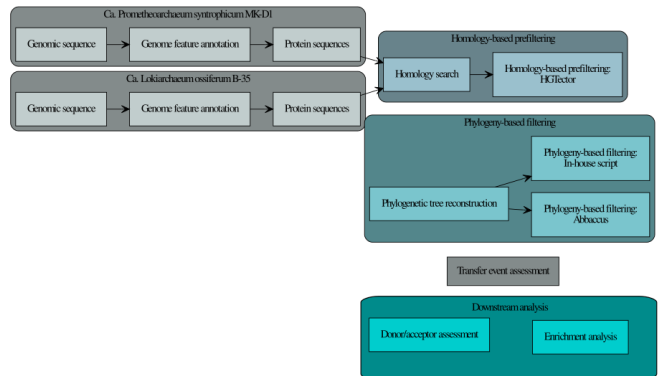 Ca. Prometheoarchaeum syntrophicum MK-D1
Genomic sequence
Genome feature annotation
Protein sequences
Ca. Lokiarchaeum ossiferum B-35
Genomic sequence
Genome feature annotation
Protein sequences
Homology-based prefiltering
Homology search
Homology-based prefiltering:
HGTector
Phylogeny-based filtering
Phylogeny-based filtering:
In-house script
Phylogenetic tree reconstruction
Phylogeny-based filtering:
Abbaccus
Transfer event assessment
Downstream analysis
Donor/acceptor assessment
Enrichment analysis